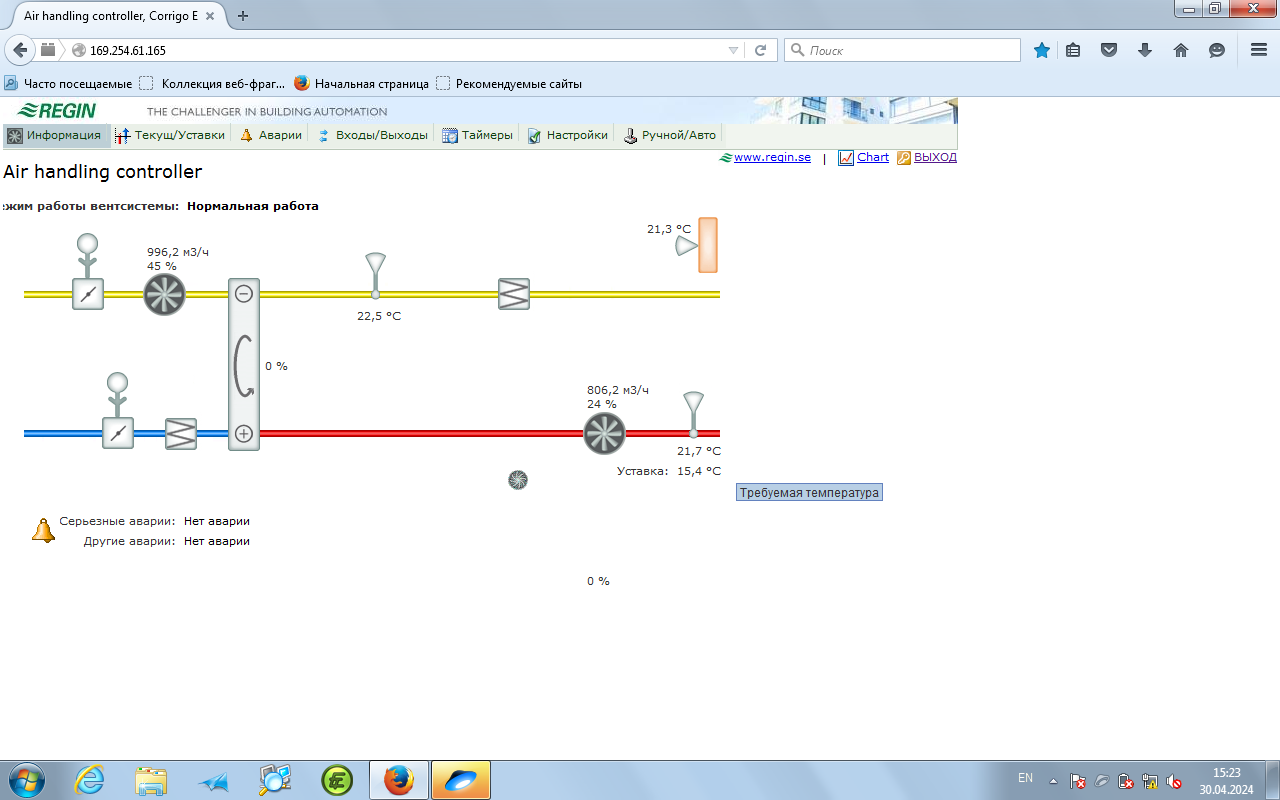 Air handling controller, Corrigo E
169.254.61.165
Поиск
Часто посещаемые
Коллекция веб-фраг...
Начальная страница
Рекомендуемые сайты
REGIN
THE CHALLENGER IN BUILDING AUTOMATION
Информация
Текущ/Уставки
Аварии
Входы/Выходы
Таймеры
Настройки
Ручной/Авто
www.regin.se | Chart ВЫХОД
Air handling controller
ежим работы вентсистемы: Нормальная работа
21,3 °C
996,2 м3/ч
45 %
22,5 °C
0 %
806,2 м3/ч
24 %
21,7 °C
Уставка: 15,4 °C
Требуемая температура
Серьезные аварии: Нет аварии
Другие аварии: Нет аварии
0 %
EN
15:23
30.04.2024